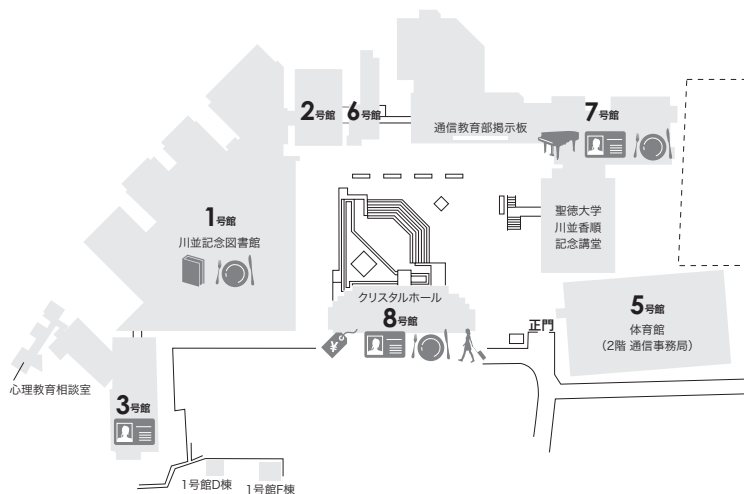 2号館
6号館
7号館
通信教育部掲示板
1号館
川並記念図書館
聖徳大学
川並香順
記念講堂
クリスタルホール
8号館
¥
正門
5号館
体育館
(2階 通信事務局)
心理教育相談室
3号館
1号館D棟
1号館E棟